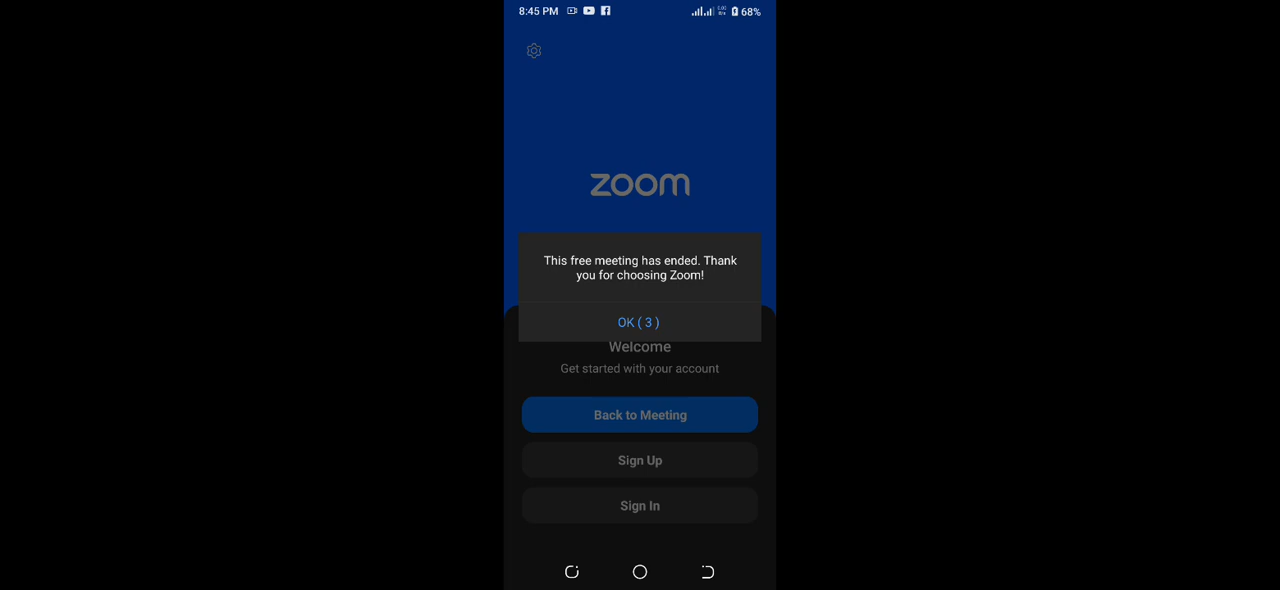 8:45 PM 68%
zoom
This free meeting has ended. Thank
you for choosing Zoom!
OK ( 3 )
Welcome
Get started with your account
Back to Meeting
Sign Up
Sign In